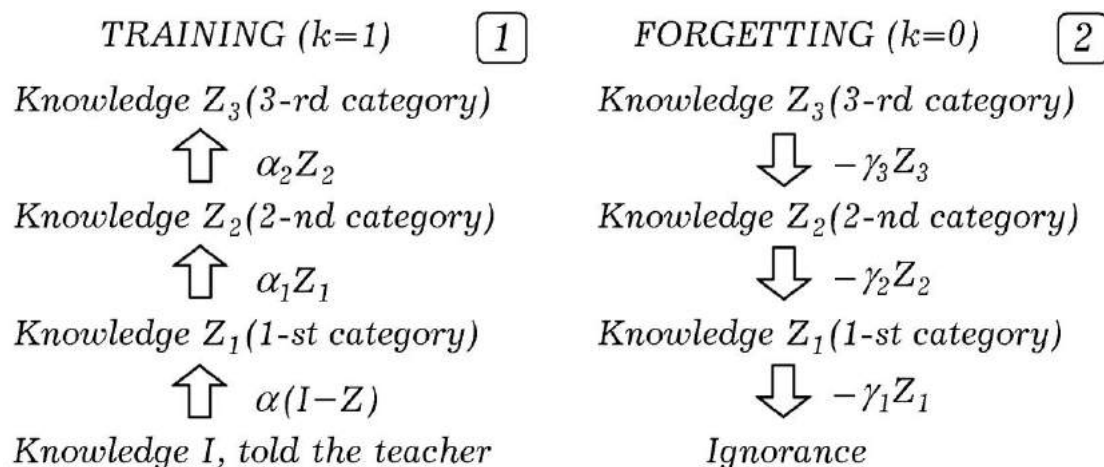 TRAINING (k=1) 1
Knowledge Z₃(3-rd category)
α₂Z₂
Knowledge Z₂(2-nd category)
α₁Z₁
Knowledge Z₁(1-st category)
α(I−Z)
Knowledge I, told the teacher
FORGETTING (k=0) 2
Knowledge Z₃(3-rd category)
−γ₃Z₃
Knowledge Z₂(2-nd category)
−γ₂Z₂
Knowledge Z₁(1-st category)
−γ₁Z₁
Ignorance